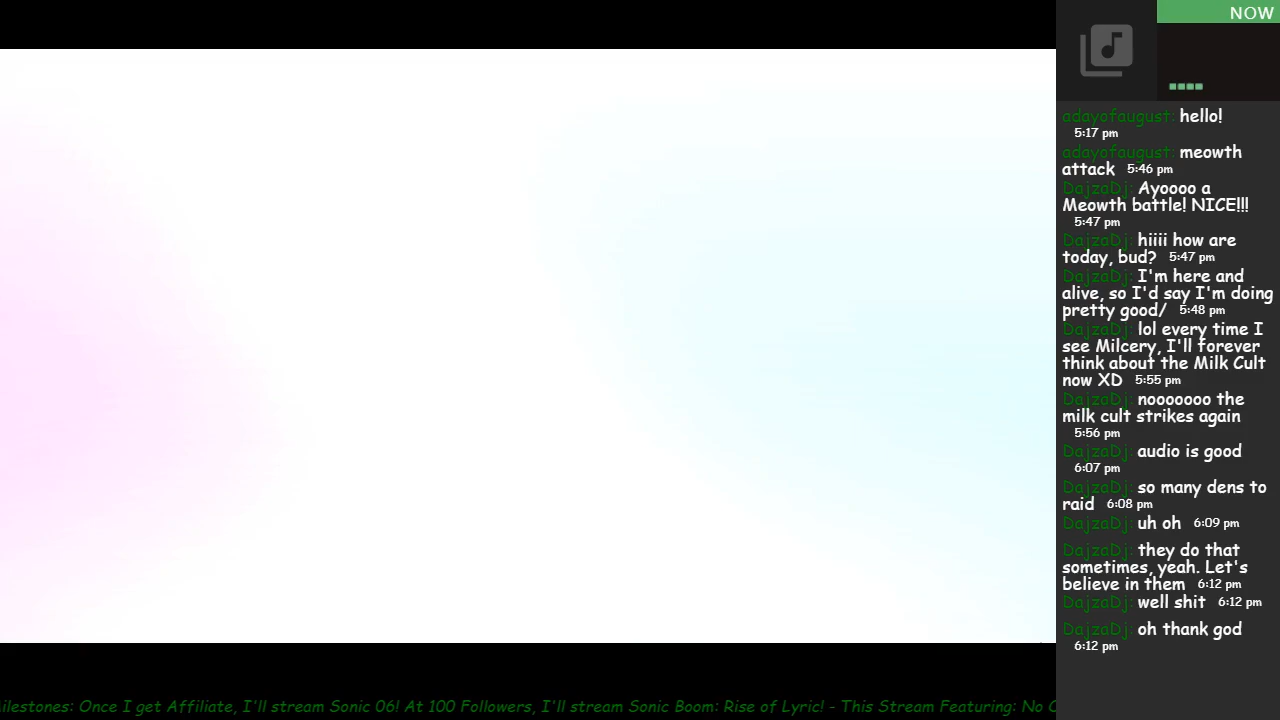 NOW
adayofaugust: hello!
5:17 pm
adayofaugust: meowth
attack 5:46 pm
DajzaDj: Ayoooo a
Meowth battle! NICE!!!
5:47 pm
DajzaDj: hiiii how are
today, bud? 5:47 pm
DajzaDj: I'm here and
alive, so I'd say I'm doing
pretty good/ 5:48 pm
DajzaDj: lol every time I
see Milcery, I'll forever
think about the Milk Cult
now XD 5:55 pm
DajzaDj: nooooooo the
milk cult strikes again
5:56 pm
DajzaDj: audio is good
6:07 pm
DajzaDj: so many dens to
raid 6:08 pm
DajzaDj: uh oh 6:09 pm
DajzaDj: they do that
sometimes, yeah. Let's
believe in them 6:12 pm
DajzaDj: well shit 6:12 pm
DajzaDj: oh thank god
6:12 pm
ilestones: Once I get Affiliate, I'll stream Sonic 06! At 100 Followers, I'll stream Sonic Boom: Rise of Lyric! - This Stream Featuring: No